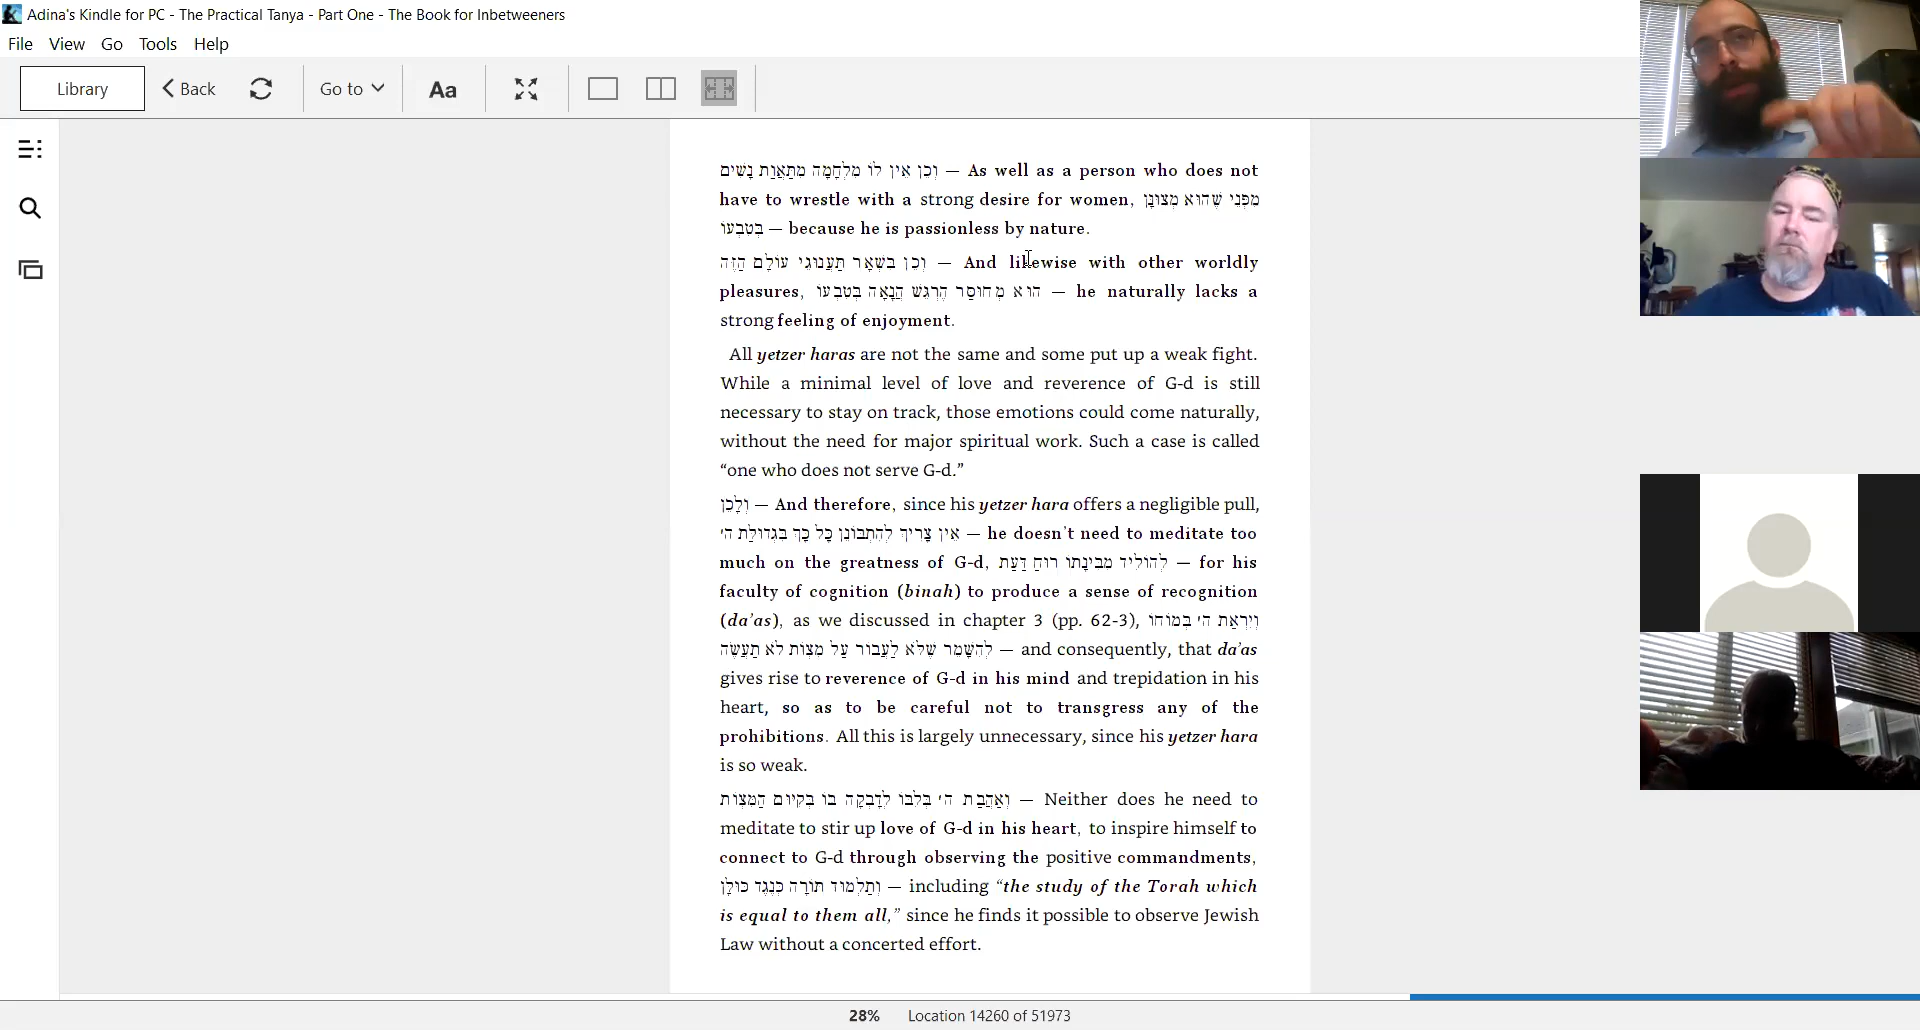 Adina's Kindle for PC - The Practical Tanya - Part One - The Book for Inbetweeners
File View Go Tools Help
Library Back Go to Aa
וְכֵן אֵין לוֹ מִלְחָמָה מִתַּאֲוַת נָשִׁים — As well as a person who does not
have to wrestle with a strong desire for women, מִפְּנֵי שֶׁהוּא מְצוּנָּן
בְּטִבְעוֹ — because he is passionless by nature.
וְכֵן בִּשְׁאָר תַּעֲנוּגֵי עוֹלָם הַזֶּה — And likewise with other worldly
pleasures, הוּא מְחוּסַּר הֶרְגֵּשׁ הֲנָאָה בְּטִבְעוֹ — he naturally lacks a
strong feeling of enjoyment.
All yetzer haras are not the same and some put up a weak fight.
While a minimal level of love and reverence of G-d is still
necessary to stay on track, those emotions could come naturally,
without the need for major spiritual work. Such a case is called
“one who does not serve G-d.”
וְלָכֵן — And therefore, since his yetzer hara offers a negligible pull,
אֵין צָרִיךְ לְהִתְבּוֹנֵן כָּל כָּךְ בִּגְדוּלַּת ה' — he doesn't need to meditate too
much on the greatness of G-d, לְהוֹלִיד מִבִּינָתוֹ רוּחַ דַּעַת — for his
faculty of cognition (binah) to produce a sense of recognition
(da’as), as we discussed in chapter 3 (pp. 62-3), וְיִרְאַת ה' בְּמוֹחוֹ
לְהִשָּׁמֵר שֶׁלֹּא לַעֲבוֹר עַל מִצְוֹת לֹא תַעֲשֶׂה — and consequently, that da’as
gives rise to reverence of G-d in his mind and trepidation in his
heart, so as to be careful not to transgress any of the
prohibitions. All this is largely unnecessary, since his yetzer hara
is so weak.
וְאַהֲבַת ה' בְּלִבּוֹ לְדָבְקָה בוֹ בְּקִיּוּם הַמִּצְוֹת — Neither does he need to
meditate to stir up love of G-d in his heart, to inspire himself to
connect to G-d through observing the positive commandments,
וְתַלְמוּד תּוֹרָה כְּנֶגֶד כּוּלָּן — including “the study of the Torah which
is equal to them all,” since he finds it possible to observe Jewish
Law without a concerted effort.
28% Location 14260 of 51973